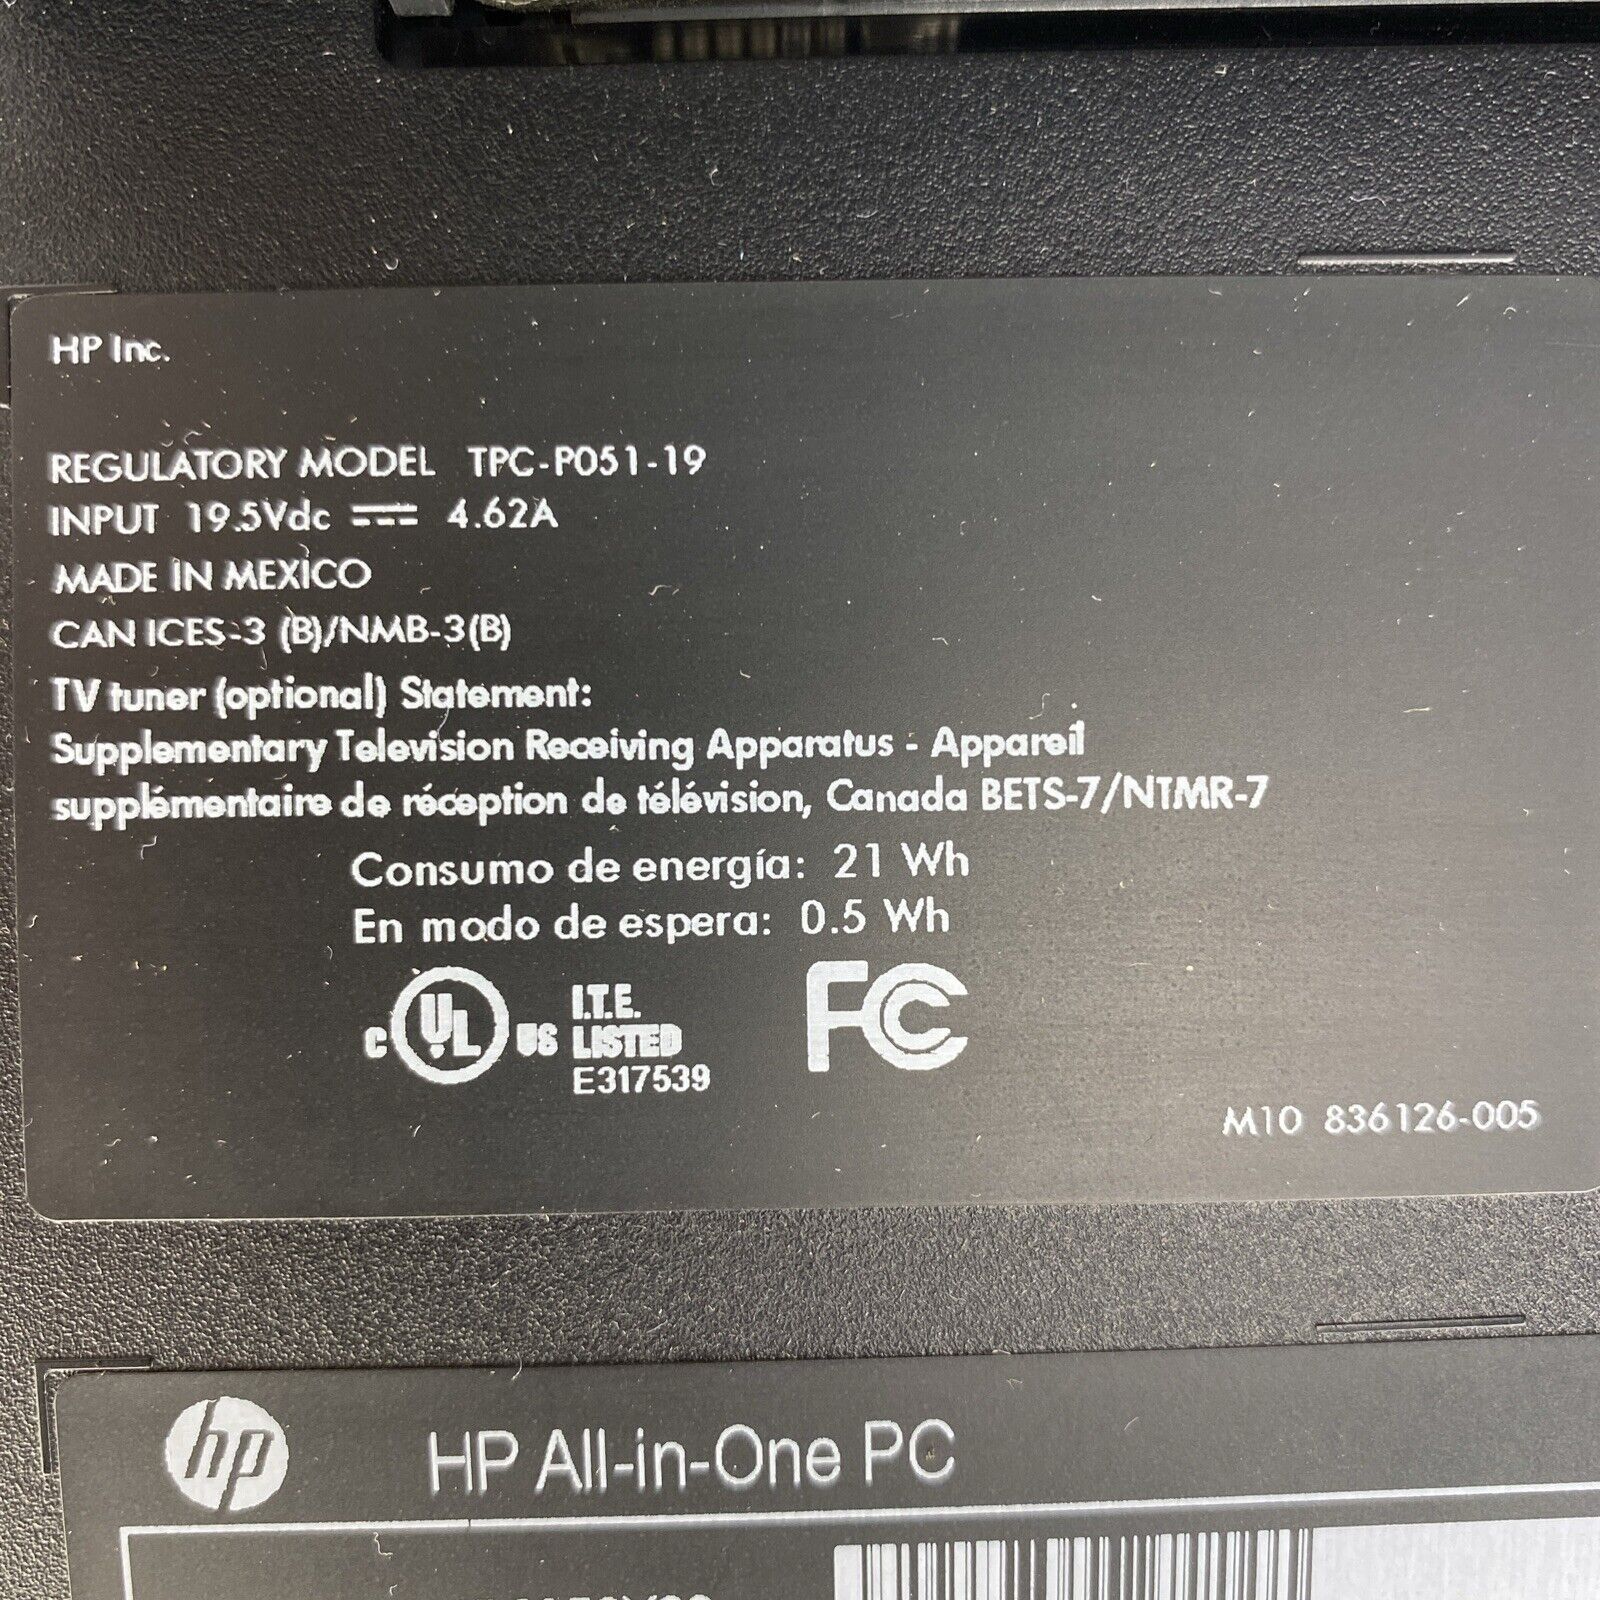 HP Inc.
REGULATORY MODEL TPC-P051-19
INPUT 19.5Vdc ⎓ 4.62A
MADE IN MEXICO
CAN ICES-3 (B)/NMB-3(B)
TV tuner (optional) Statement:
Supplementary Television Receiving Apparatus - Appareil
supplémentaire de réception de télévision, Canada BETS-7/NTMR-7
Consumo de energía: 21 Wh
En modo de espera: 0.5 Wh
C UL US I.T.E.
LISTED
E317539
FC
M10 836126-005
hp HP All-in-One PC